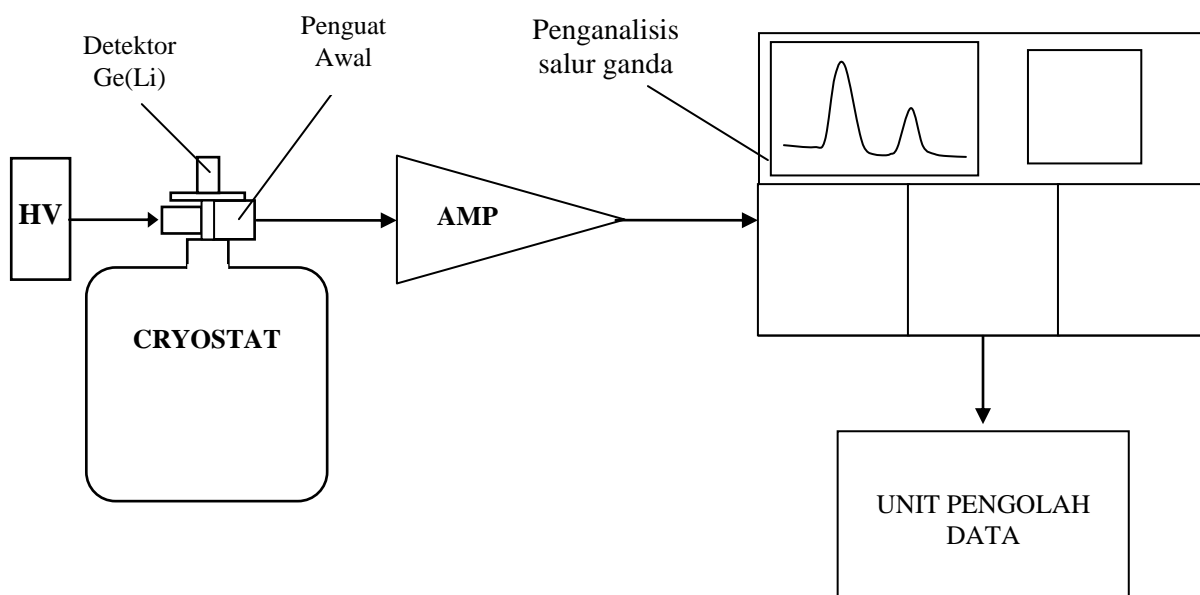 Detektor
Ge(Li)
Penguat
Awal
Penganalisis
salur ganda
HV
AMP
CRYOSTAT
UNIT PENGOLAH
DATA